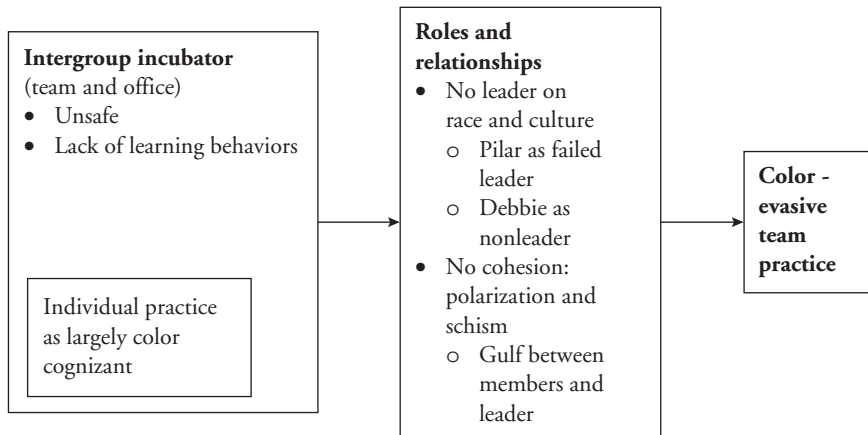 Intergroup incubator
(team and office)
• Unsafe
• Lack of learning behaviors
Individual practice
as largely color
cognizant
Roles and
relationships
• No leader on
race and culture
o Pilar as failed
leader
o Debbie as
nonleader
• No cohesion:
polarization and
schism
o Gulf between
members and
leader
Color -
evasive
team
practice